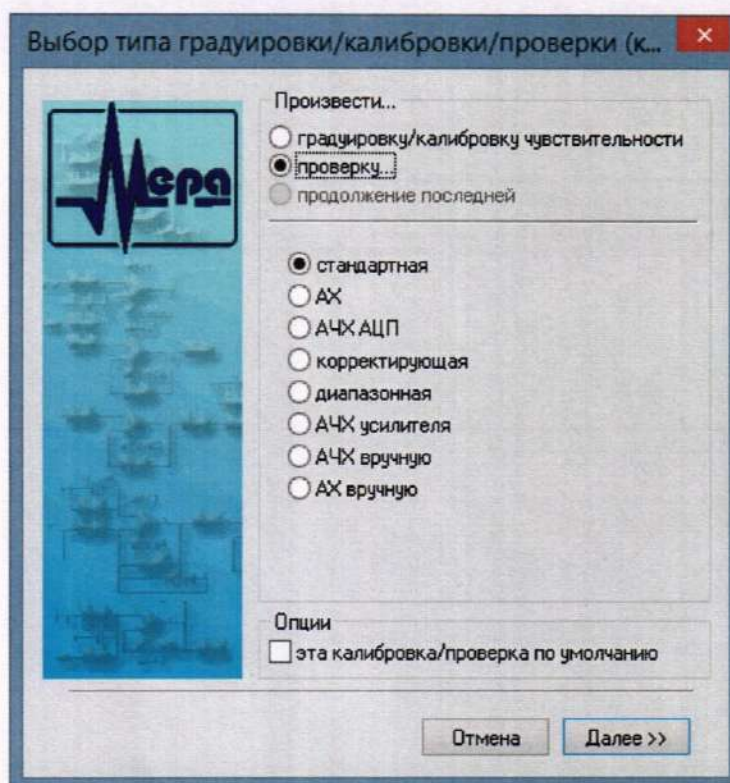 Выбор типа градуировки/калибровки/проверки (к...
Мера
Произвести...
градуировку/калибровку чувствительности
проверку...
продолжение последней
стандартная
АХ
АЧХ АЦП
корректирующая
диапазонная
АЧХ усилителя
АЧХ вручную
АХ вручную
Опции
эта калибровка/проверка по умолчанию
Отмена
Далее >>